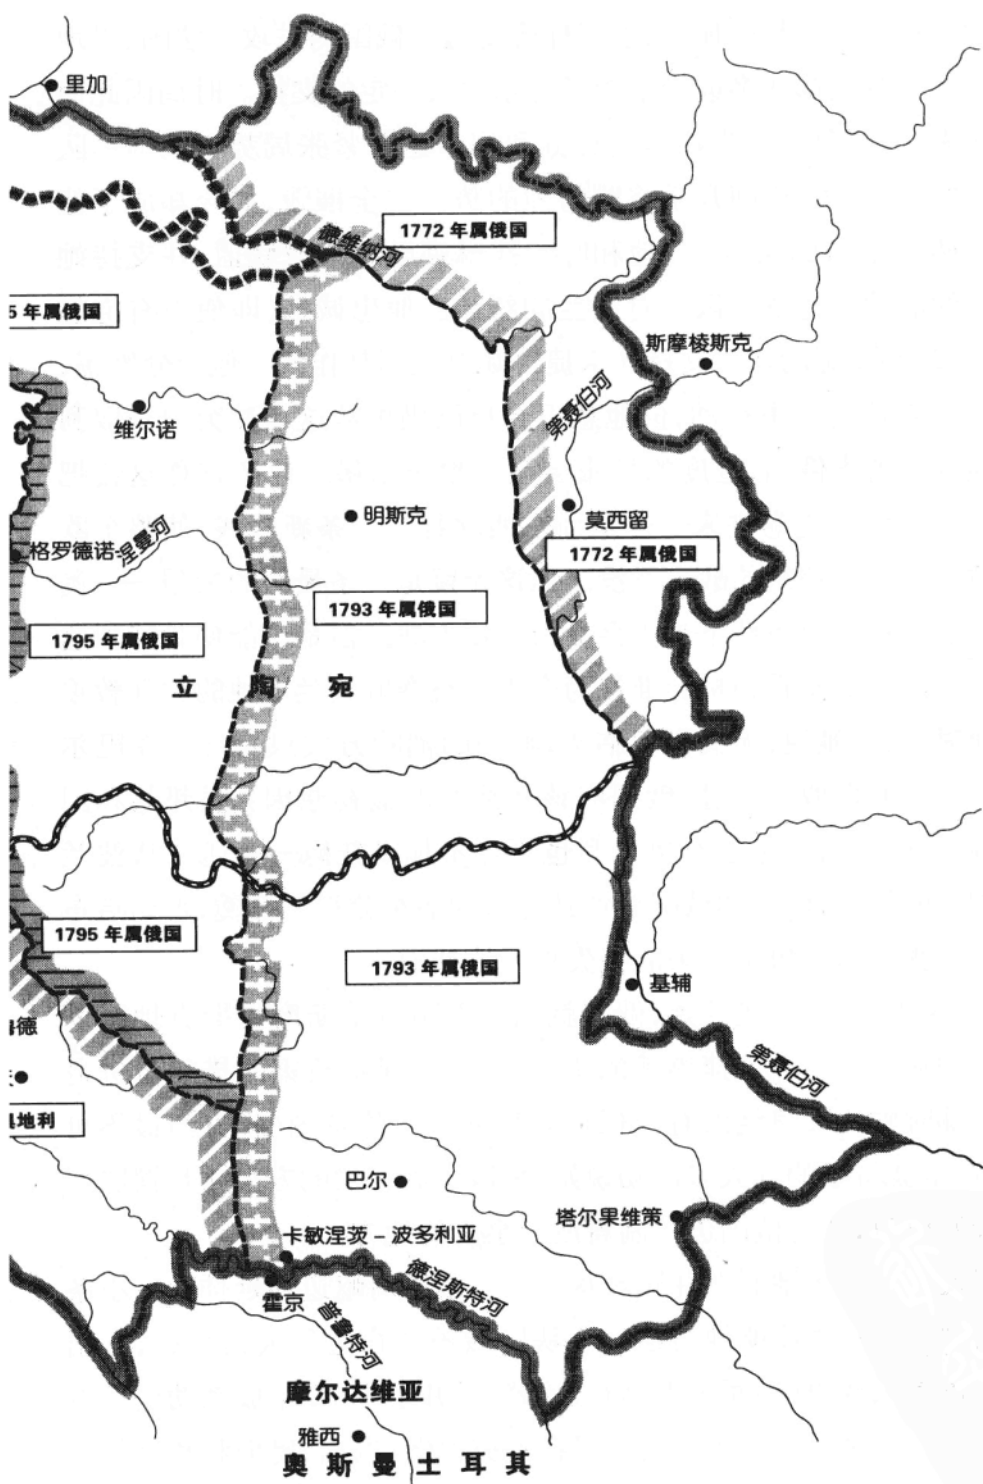 里加
1772 年属俄国
德维纳河
5 年属俄国
斯摩棱斯克
第聂伯河
维尔诺
明斯克
莫西留
格罗德诺
涅曼河
1772 年属俄国
1793 年属俄国
1795 年属俄国
立陶宛
1795 年属俄国
1793 年属俄国
基辅
德
第聂伯河
地利
巴尔
塔尔果维策
卡敏涅茨－波多利亚
德涅斯特河
霍京
普鲁特河
摩尔达维亚
雅西
奥斯曼土耳其